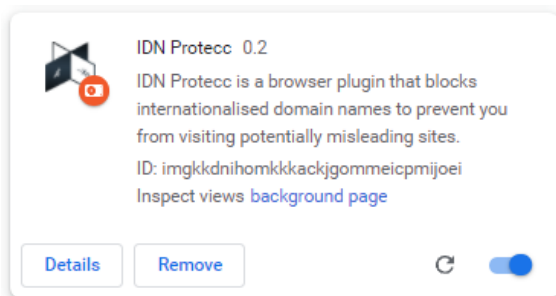 IDN Protecc 0.2
IDN Protecc is a browser plugin that blocks
internationalised domain names to prevent you
from visiting potentially misleading sites.
ID: imgkkdnihomkkkackjgommeicpmijoei
Inspect views background page
Details Remove